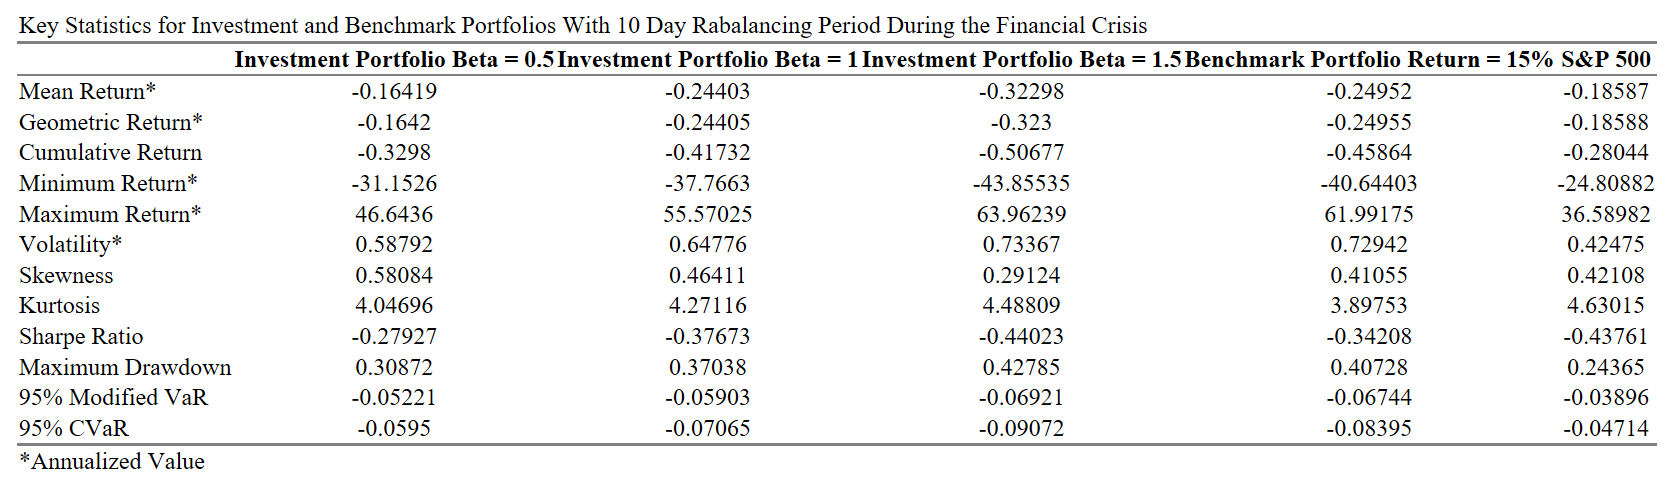 Key Statistics for Investment and Benchmark Portfolios With 10 Day Rabalancing Period During the Financial Crisis
Investment Portfolio Beta = 0.5 Investment Portfolio Beta = 1 Investment Portfolio Beta = 1.5 Benchmark Portfolio Return = 15% S&P 500
Mean Return* -0.16419 -0.24403 -0.32298 -0.24952 -0.18587
Geometric Return* -0.1642 -0.24405 -0.323 -0.24955 -0.18588
Cumulative Return -0.3298 -0.41732 -0.50677 -0.45864 -0.28044
Minimum Return* -31.1526 -37.7663 -43.85535 -40.64403 -24.80882
Maximum Return* 46.6436 55.57025 63.96239 61.99175 36.58982
Volatility* 0.58792 0.64776 0.73367 0.72942 0.42475
Skewness 0.58084 0.46411 0.29124 0.41055 0.42108
Kurtosis 4.04696 4.27116 4.48809 3.89753 4.63015
Sharpe Ratio -0.27927 -0.37673 -0.44023 -0.34208 -0.43761
Maximum Drawdown 0.30872 0.37038 0.42785 0.40728 0.24365
95% Modified VaR -0.05221 -0.05903 -0.06921 -0.06744 -0.03896
95% CVaR -0.0595 -0.07065 -0.09072 -0.08395 -0.04714
*Annualized Value